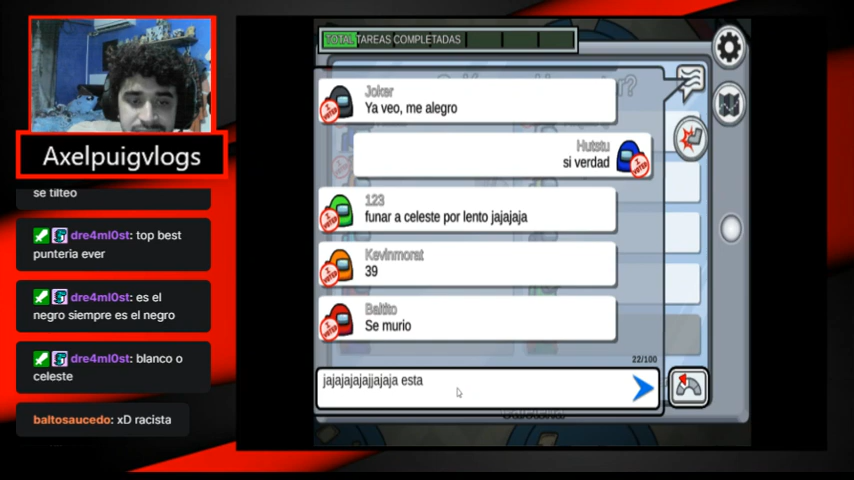 TOTAL TAREAS COMPLETADAS
Joker
Ya veo, me alegro
Hutstu
si verdad
123
funar a celeste por lento jajajaja
Kevinmorat
39
Baltito
Se murio
22/100
jajajajajajjajaja esta
Axelpuigvlogs
se tilteo
dre4ml0st: top best
punteria ever
dre4ml0st: es el
negro siempre es el negro
dre4ml0st: blanco o
celeste
baltosaucedo: xD racista